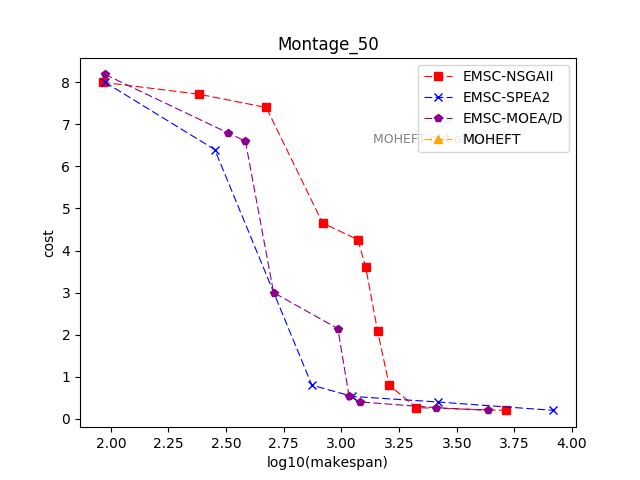 Montage_50
EMSC-NSGAII
EMSC-SPEA2
EMSC-MOEA/D
MOHEFT
MOHEFT
8
7
6
5
4
3
2
1
0
cost
2.00 2.25 2.50 2.75 3.00 3.25 3.50 3.75 4.00
log10(makespan)